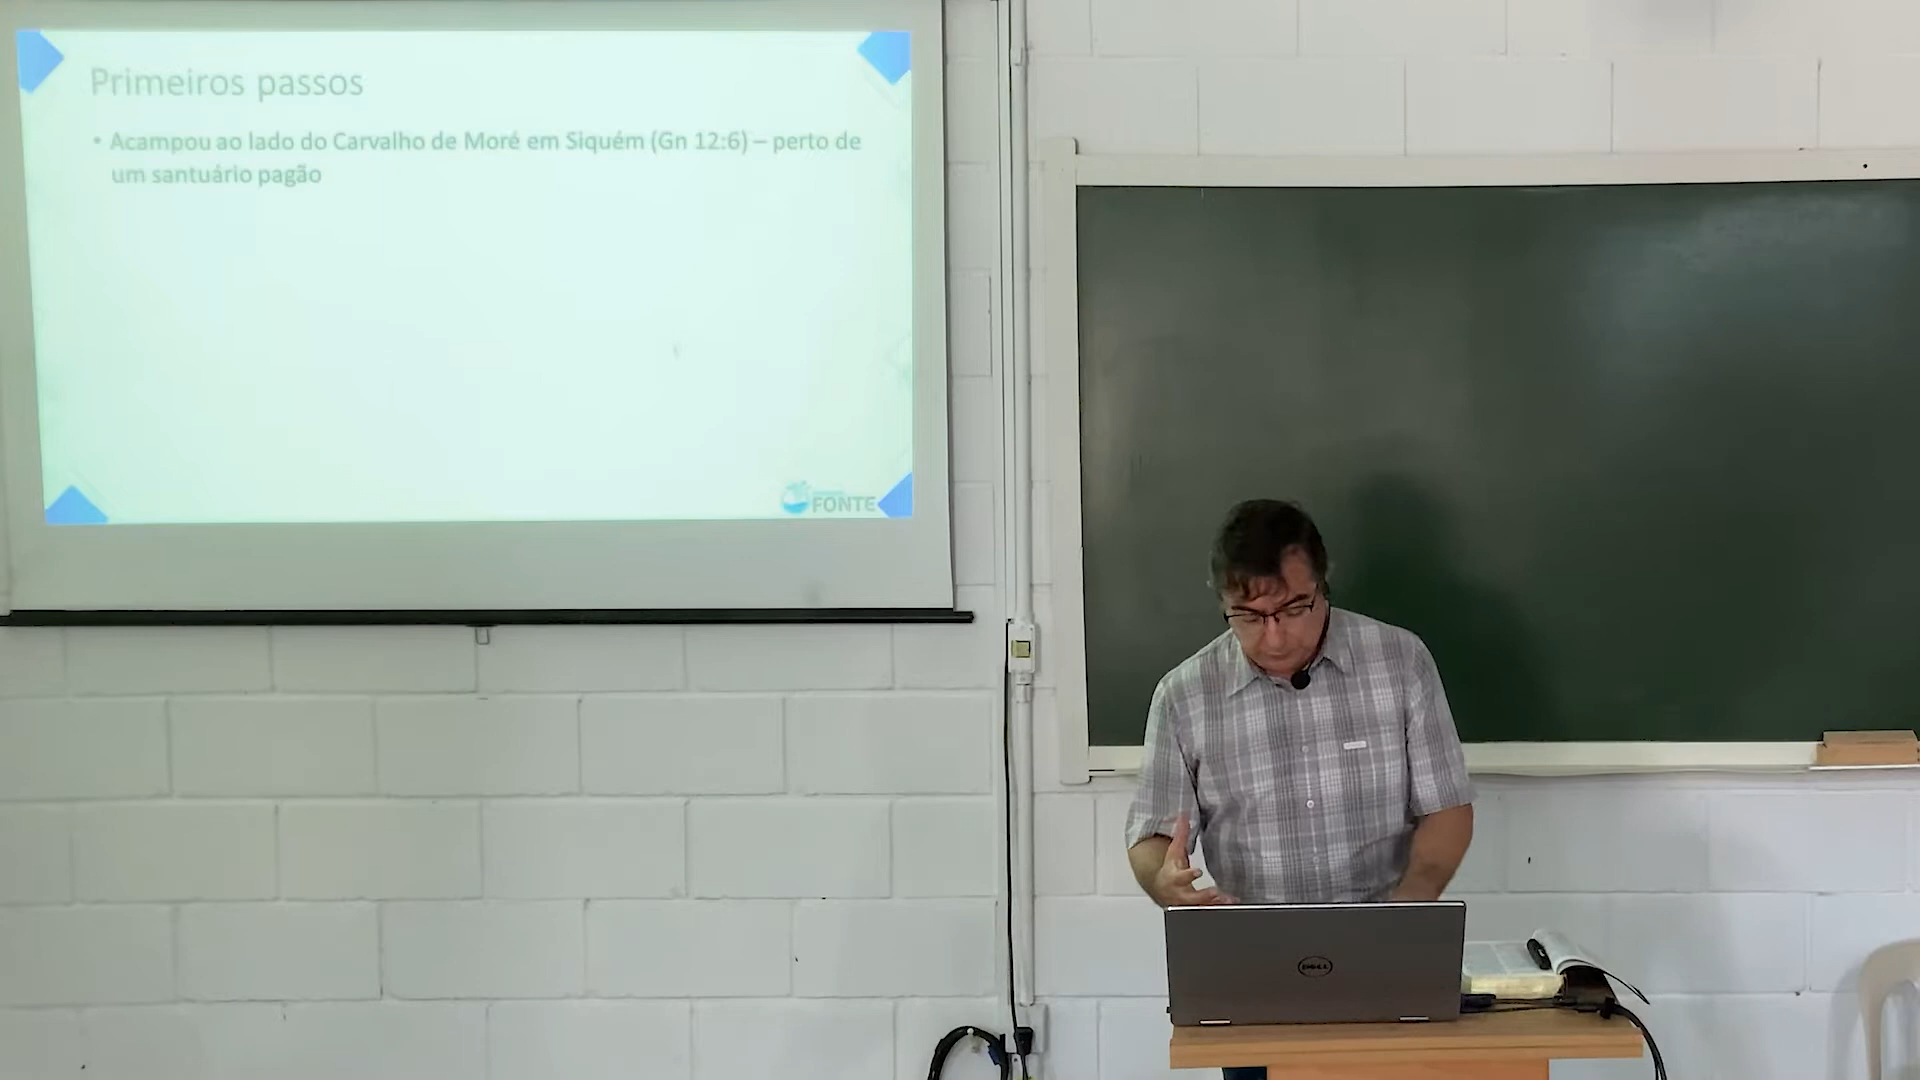 Primeiros passos
• Acampou ao lado do Carvalho de Moré em Siquém (Gn 12:6) – perto de
um santuário pagão
FONTE
DELL